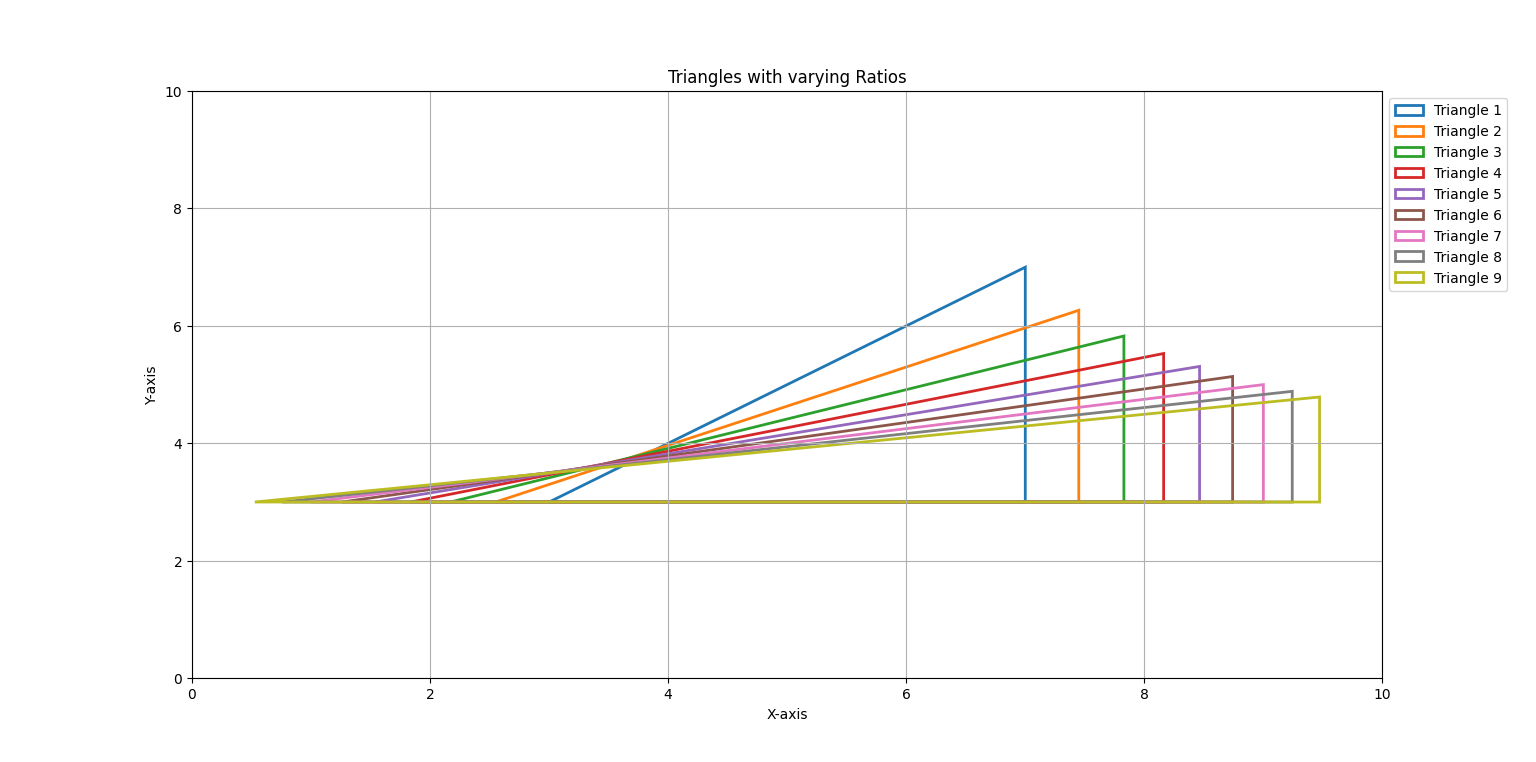 Triangles with varying Ratios
10
8
6
4
2
0
Y-axis
0 2 4 6 8 10
X-axis
Triangle 1
Triangle 2
Triangle 3
Triangle 4
Triangle 5
Triangle 6
Triangle 7
Triangle 8
Triangle 9